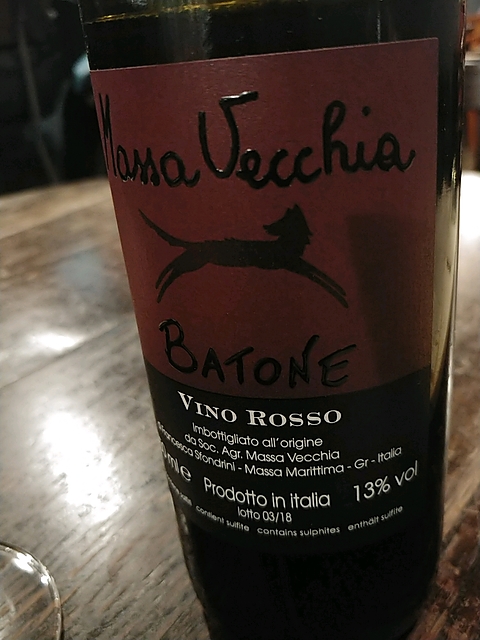 Massa Vecchia
BATONE
VINO ROSSO
Imbottigliato all'origine
da Soc. Agr. Massa Vecchia
Francesca Sfondrini - Massa Marittima - Gr - Italia
ml e Prodotto in italia 13% vol
lotto 03/18
contient sulfite contains sulphites enthält sulfite